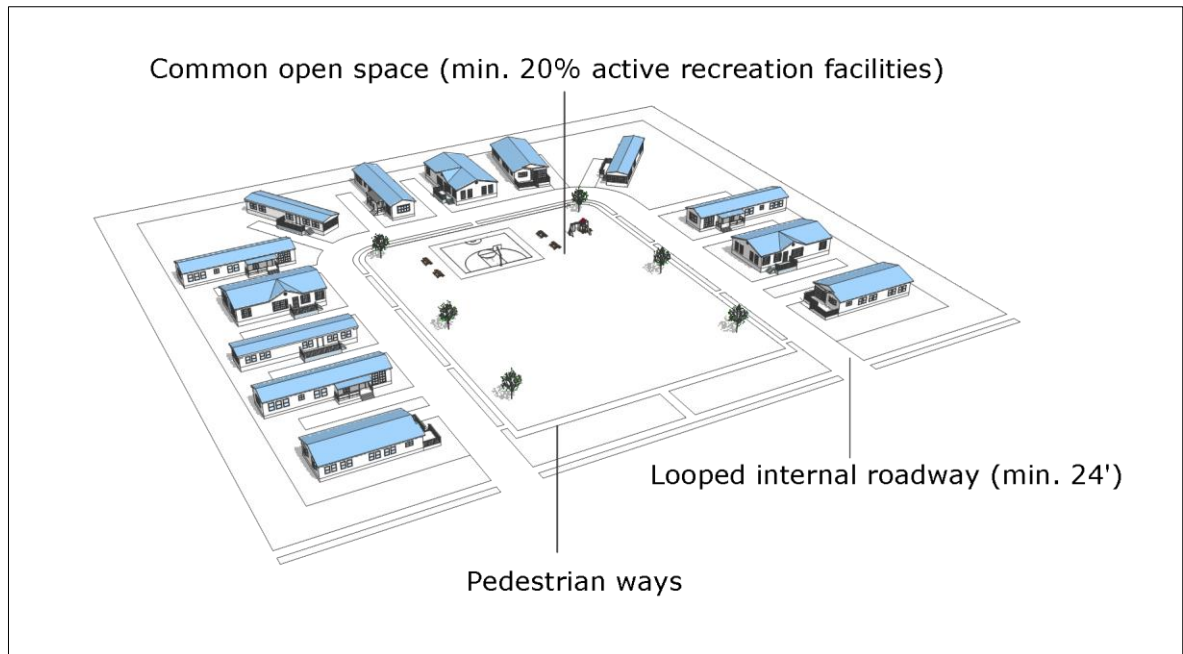 Common open space (min. 20% active recreation facilities)
Looped internal roadway (min. 24')
Pedestrian ways